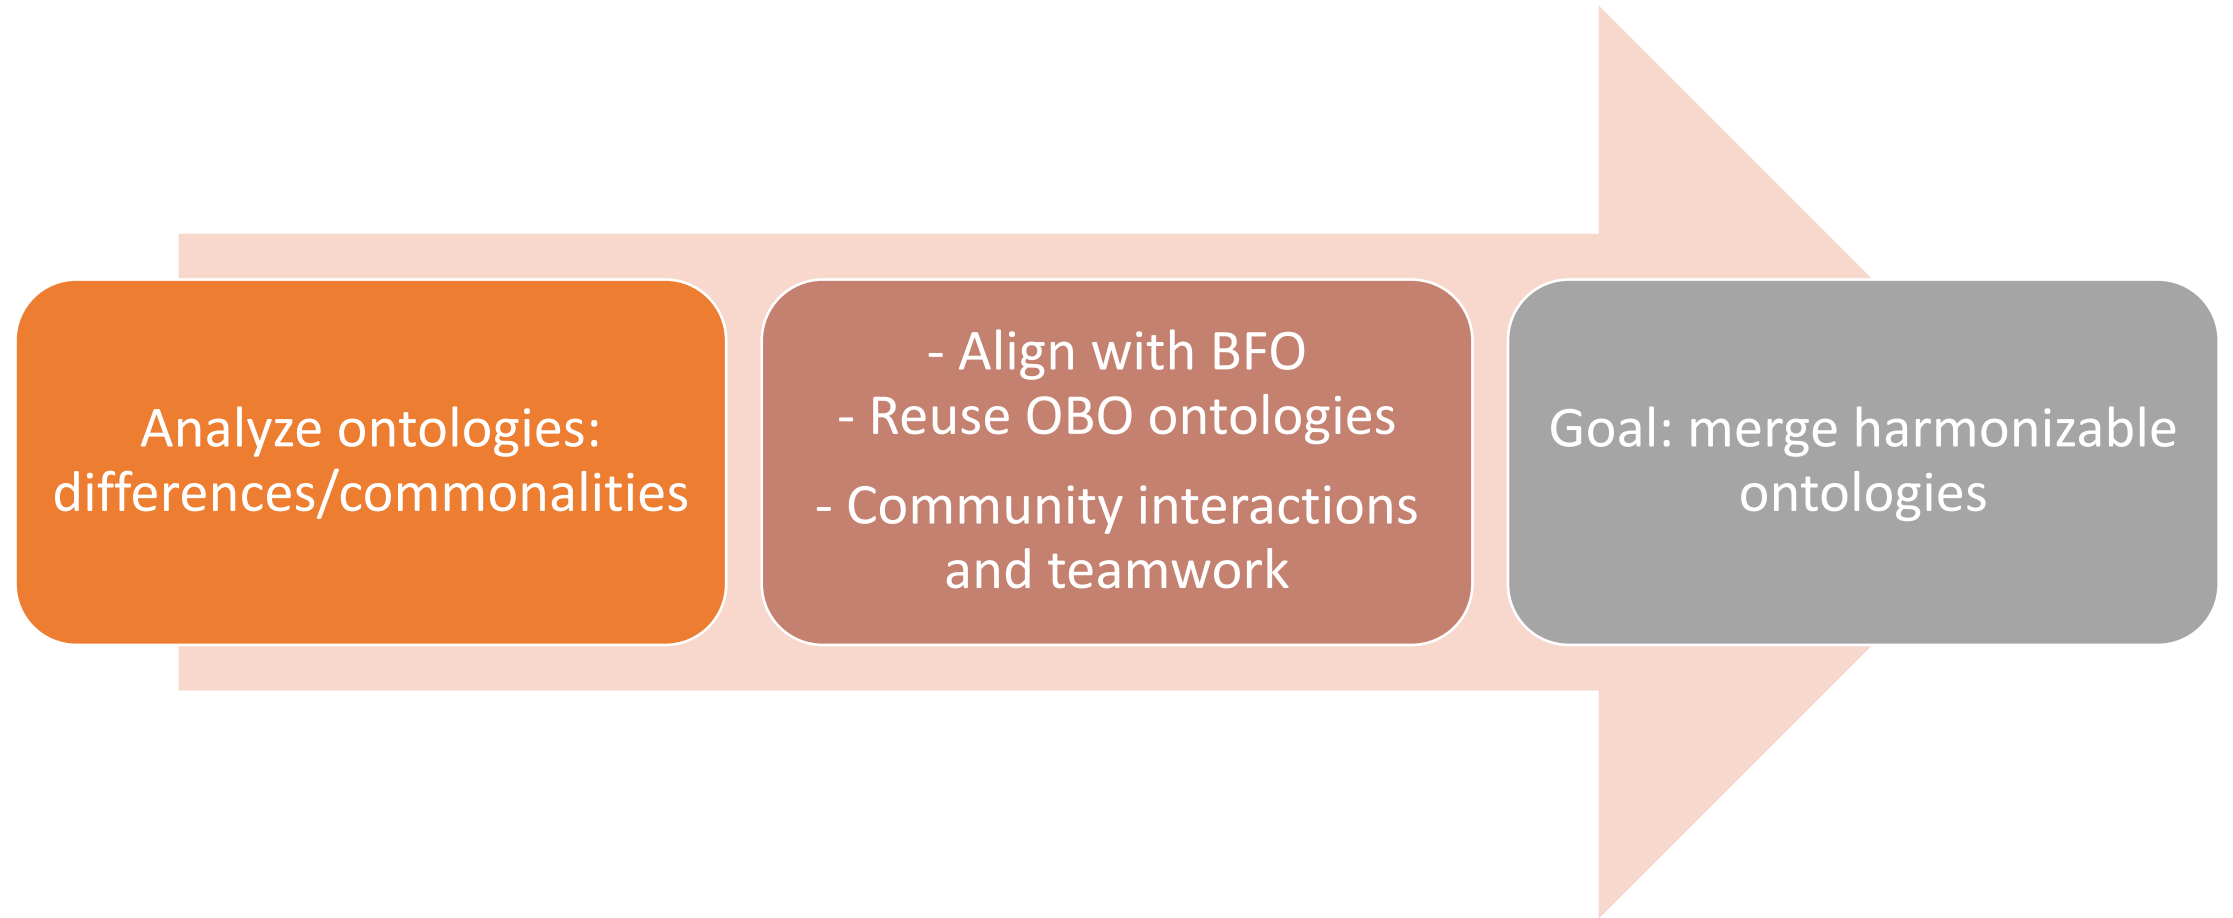 Analyze ontologies:
differences/commonalities
- Align with BFO
- Reuse OBO ontologies
- Community interactions
and teamwork
Goal: merge harmonizable
ontologies